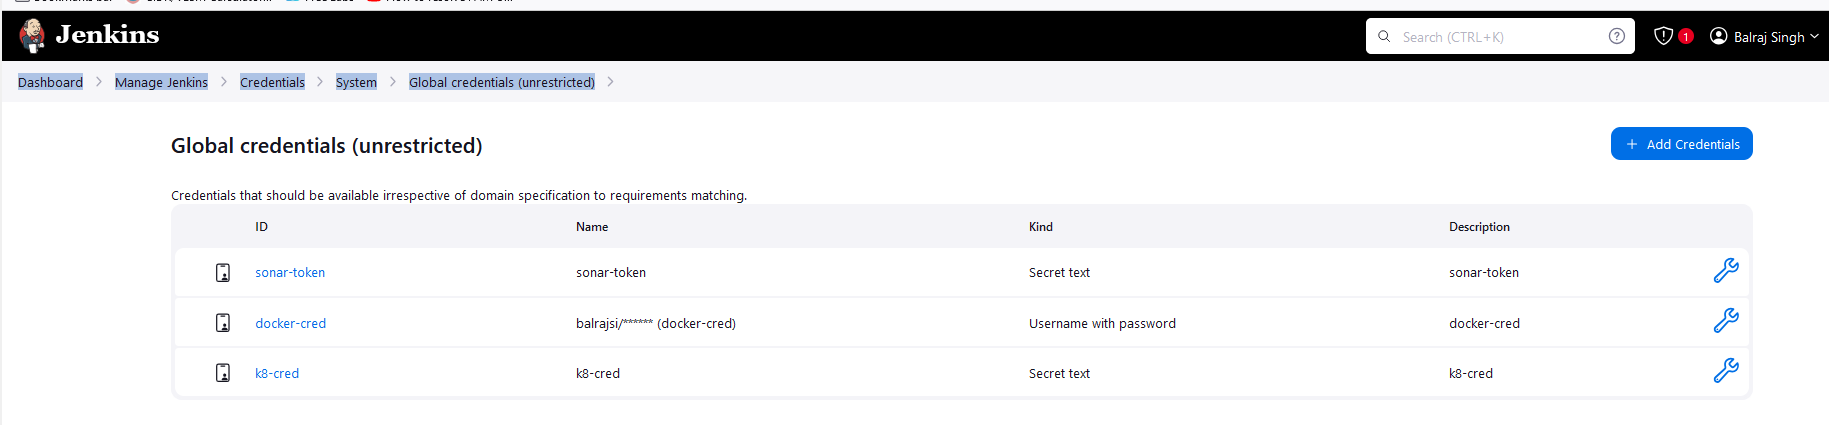 Jenkins
Search (CTRL+K)
1
Balraj Singh
Dashboard > Manage Jenkins > Credentials > System > Global credentials (unrestricted) >
Global credentials (unrestricted)
+ Add Credentials
Credentials that should be available irrespective of domain specification to requirements matching.
ID Name Kind Description
sonar-token sonar-token Secret text sonar-token
docker-cred balrajsi/****** (docker-cred) Username with password docker-cred
k8-cred k8-cred Secret text k8-cred